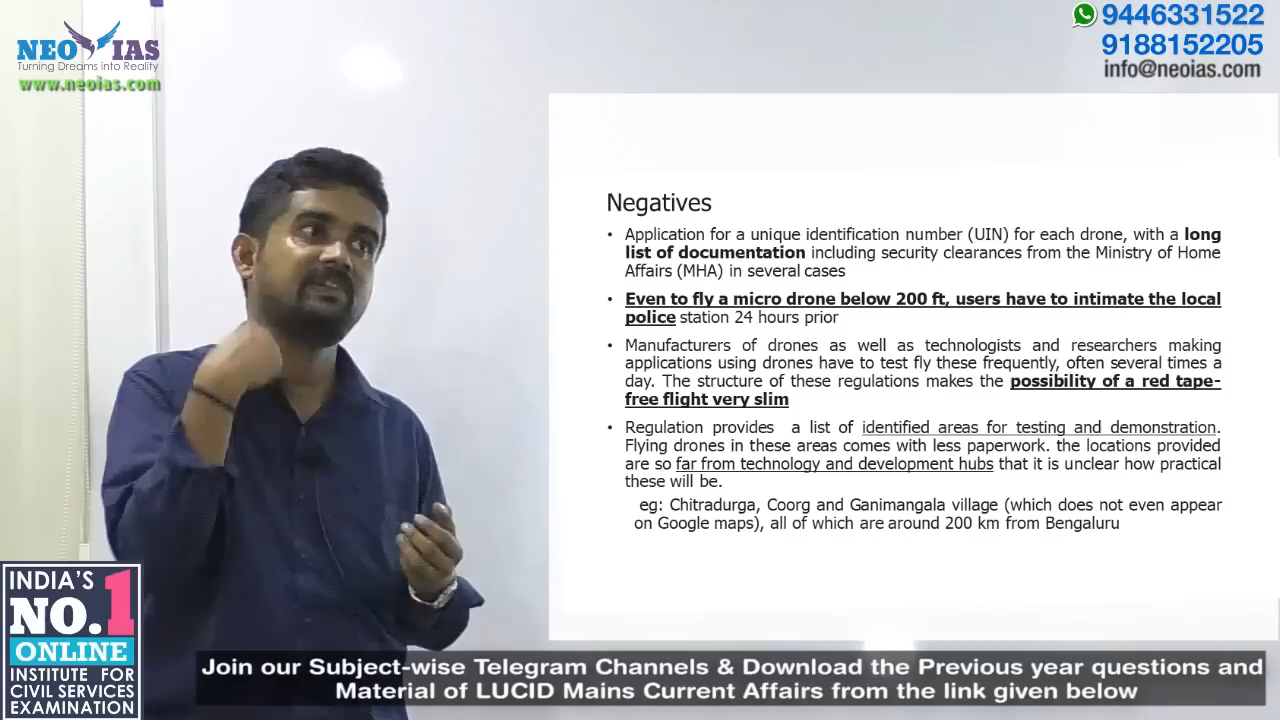 NEO IAS
Turning Dreams into Reality
www.neoias.com
9446331522
9188152205
info@neoias.com
Negatives
• Application for a unique identification number (UIN) for each drone, with a long
list of documentation including security clearances from the Ministry of Home
Affairs (MHA) in several cases
• Even to fly a micro drone below 200 ft, users have to intimate the local
police station 24 hours prior
• Manufacturers of drones as well as technologists and researchers making
applications using drones have to test fly these frequently, often several times a
day. The structure of these regulations makes the possibility of a red tape-
free flight very slim
• Regulation provides a list of identified areas for testing and demonstration.
Flying drones in these areas comes with less paperwork. the locations provided
are so far from technology and development hubs that it is unclear how practical
these will be.
eg: Chitradurga, Coorg and Ganimangala village (which does not even appear
on Google maps), all of which are around 200 km from Bengaluru
INDIA'S
NO.1
ONLINE
INSTITUTE FOR
CIVIL SERVICES
EXAMINATION
Join our Subject-wise Telegram Channels & Download the Previous year questions and
Material of LUCID Mains Current Affairs from the link given below